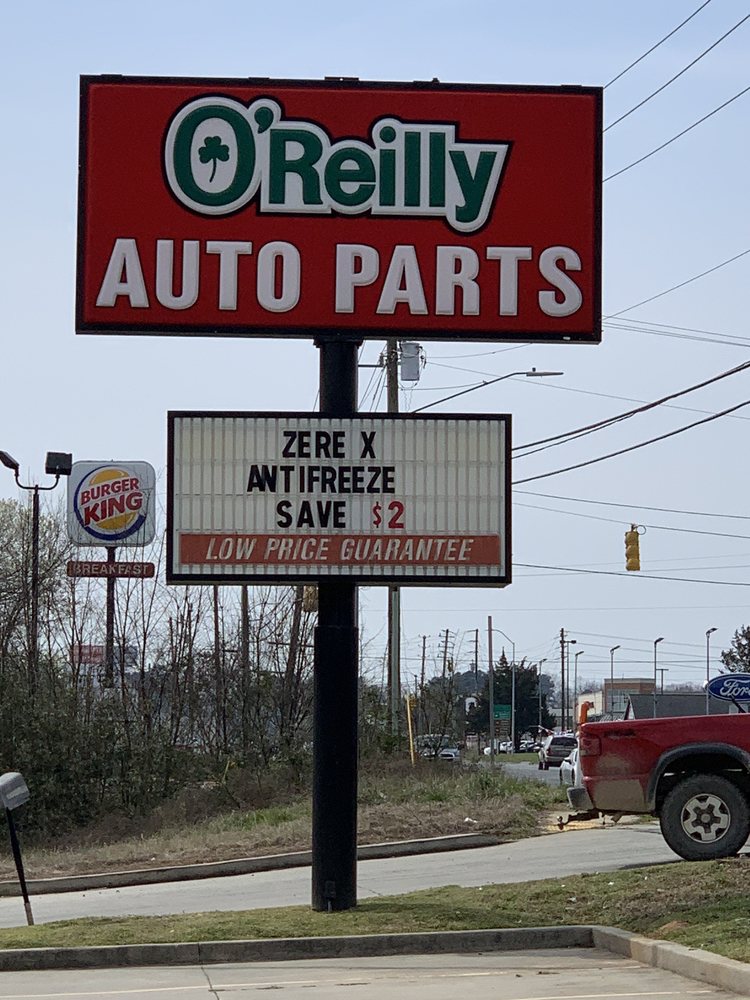 O'Reilly
AUTO PARTS
ZERE X
ANTIFREEZE
SAVE $2
LOW PRICE GUARANTEE
BURGER
KING
BREAKFAST
Ford